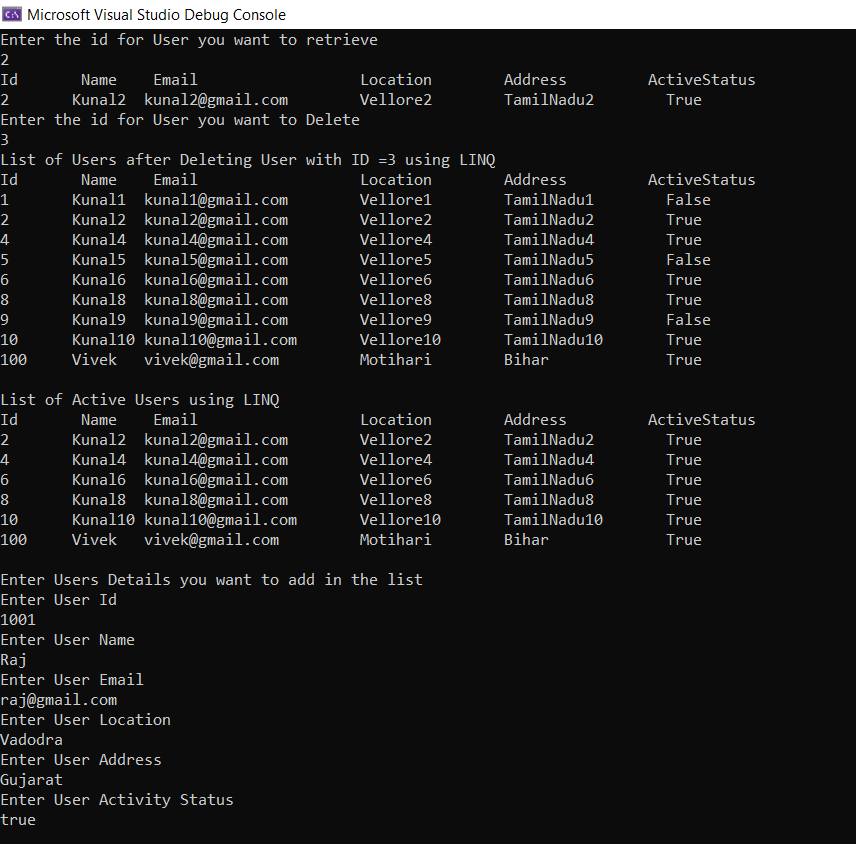 Microsoft Visual Studio Debug Console
Enter the id for User you want to retrieve
2
Id Name Email Location Address ActiveStatus
2 Kunal2 kunal2@gmail.com Vellore2 TamilNadu2 True
Enter the id for User you want to Delete
3
List of Users after Deleting User with ID =3 using LINQ
Id Name Email Location Address ActiveStatus
1 Kunal1 kunal1@gmail.com Vellore1 TamilNadu1 False
2 Kunal2 kunal2@gmail.com Vellore2 TamilNadu2 True
4 Kunal4 kunal4@gmail.com Vellore4 TamilNadu4 True
5 Kunal5 kunal5@gmail.com Vellore5 TamilNadu5 False
6 Kunal6 kunal6@gmail.com Vellore6 TamilNadu6 True
8 Kunal8 kunal8@gmail.com Vellore8 TamilNadu8 True
9 Kunal9 kunal9@gmail.com Vellore9 TamilNadu9 False
10 Kunal10 kunal10@gmail.com Vellore10 TamilNadu10 True
100 Vivek vivek@gmail.com Motihari Bihar True
List of Active Users using LINQ
Id Name Email Location Address ActiveStatus
2 Kunal2 kunal2@gmail.com Vellore2 TamilNadu2 True
4 Kunal4 kunal4@gmail.com Vellore4 TamilNadu4 True
6 Kunal6 kunal6@gmail.com Vellore6 TamilNadu6 True
8 Kunal8 kunal8@gmail.com Vellore8 TamilNadu8 True
10 Kunal10 kunal10@gmail.com Vellore10 TamilNadu10 True
100 Vivek vivek@gmail.com Motihari Bihar True
Enter Users Details you want to add in the list
Enter User Id
1001
Enter User Name
Raj
Enter User Email
raj@gmail.com
Enter User Location
Vadodra
Enter User Address
Gujarat
Enter User Activity Status
true